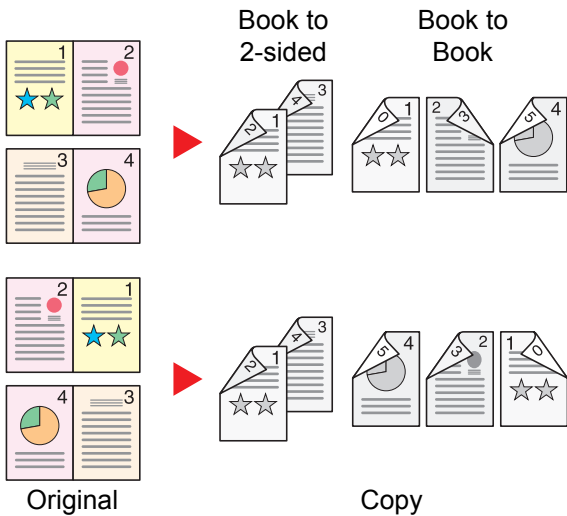 Book to
2-sided
Book to
Book
1 2
3 4
2 1
4 3
2 1 4 3
0 1 2 3 5 4
2 1 4 3
5 4 3 2 1 0
Original
Copy